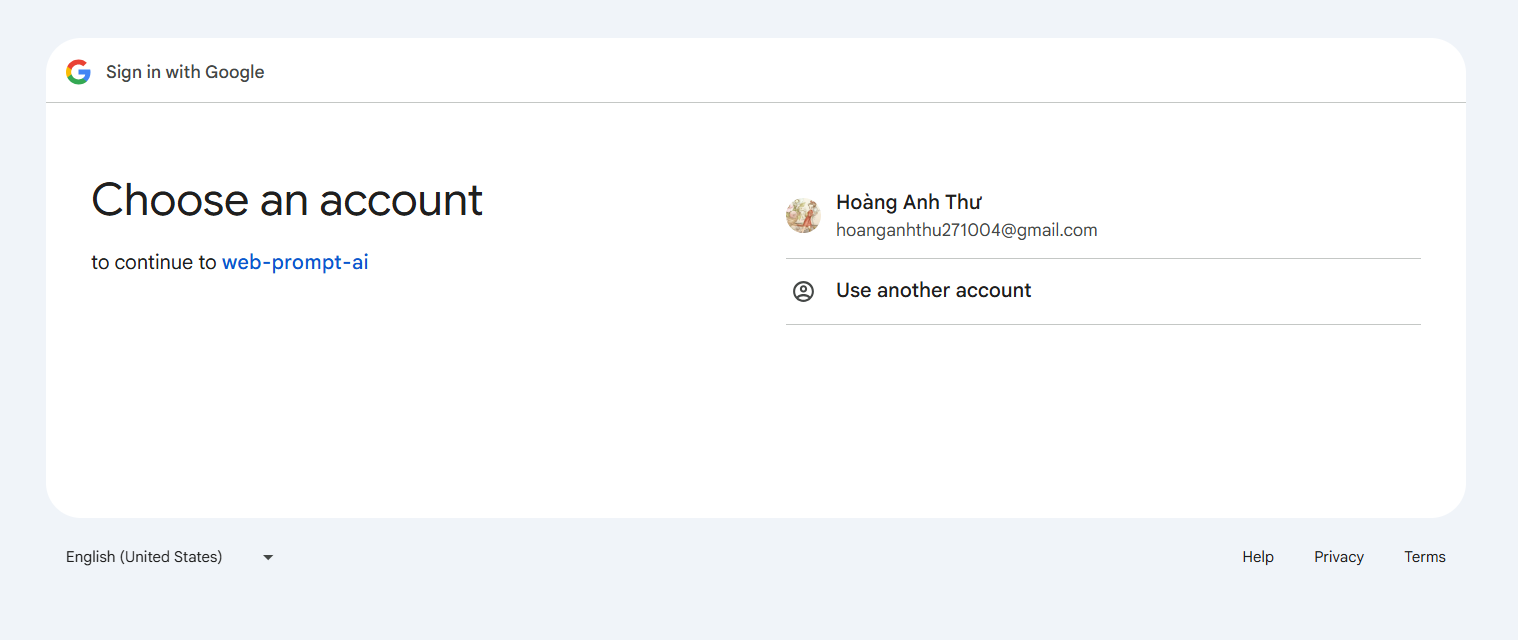 Sign in with Google
Choose an account
to continue to web-prompt-ai
Hoàng Anh Thư
hoanganhthu271004@gmail.com
Use another account
English (United States)
Help
Privacy
Terms